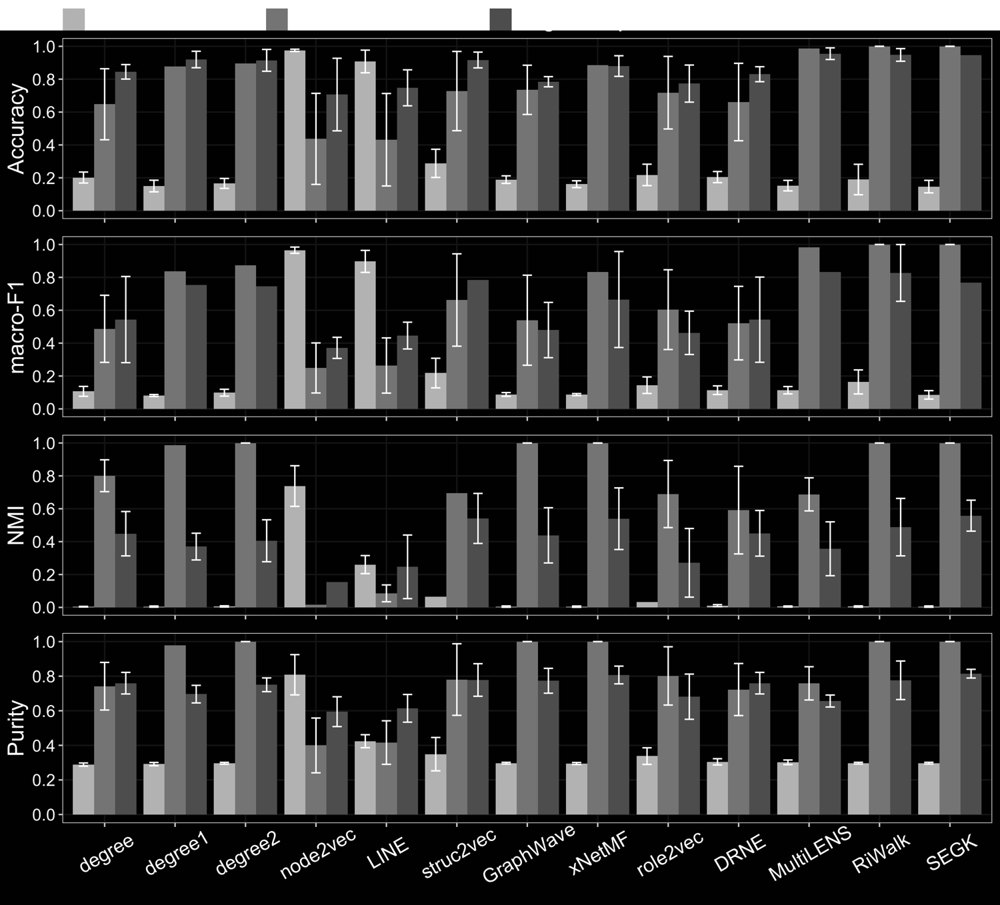 Accuracy
1.0
0.8
0.6
0.4
0.2
0.0
macro-F1
1.0
0.8
0.6
0.4
0.2
0.0
NMI
1.0
0.8
0.6
0.4
0.2
0.0
Purity
1.0
0.8
0.6
0.4
0.2
0.0
degree
degree1
degree2
node2vec
LINE
struc2vec
GraphWave
xNetMF
role2vec
DRNE
MultiLENS
RiWalk
SEGK